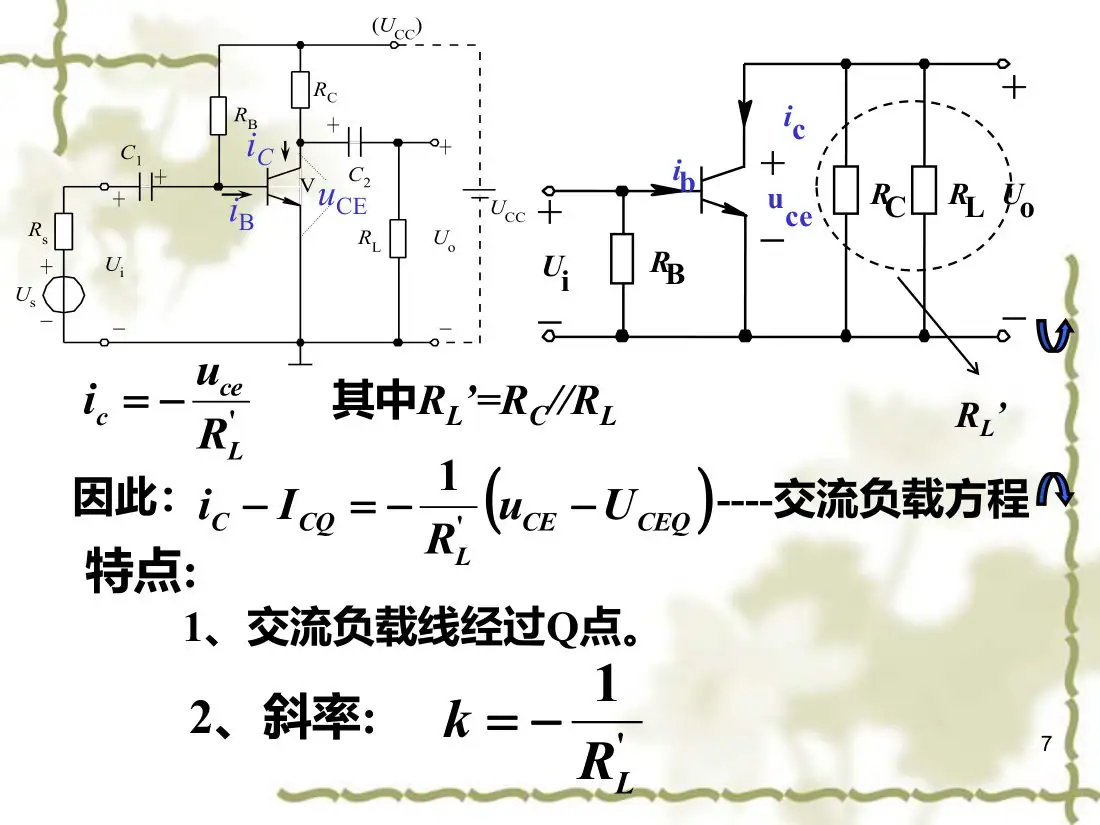 (UCC)
RC
RB
iC
C1
+
+
C2
+
V
uCE
iB
+
UCC
Rs
RL
Uo
+
Ui
Us
−
−
−
+
ic
ib
+
uce
−
RC
RL
Uo
+
Ui
RB
−
−
RL’
ic = − uce / R'L
其中RL’=RC//RL
因此：iC − ICQ = − 1 / R'L (uCE − UCEQ)----交流负载方程
特点:
1、交流负载线经过Q点。
2、斜率: k = − 1 / R'L
7